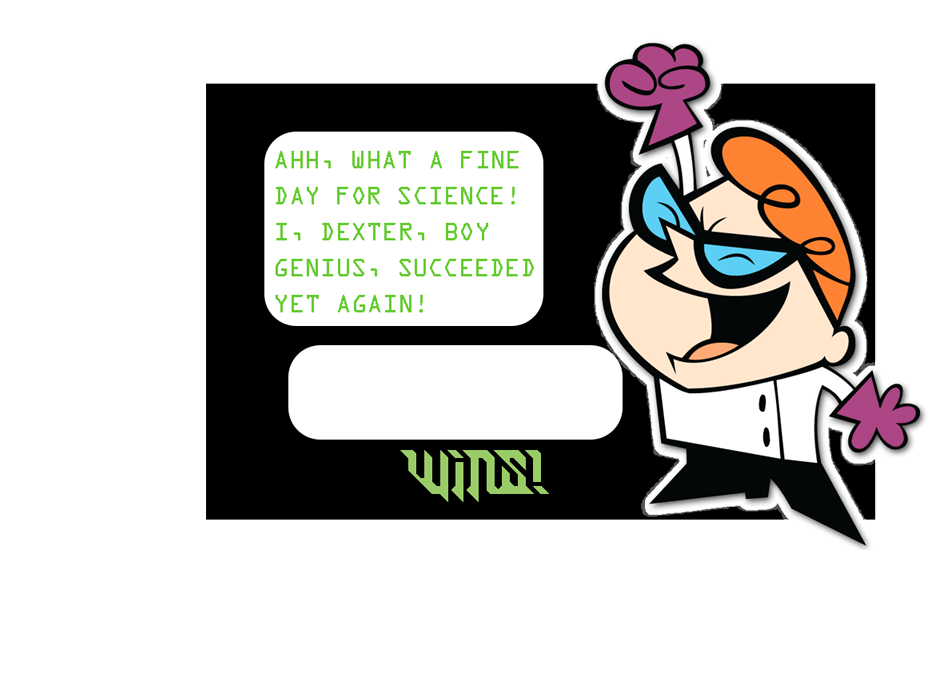 AHH, WHAT A FINE
DAY FOR SCIENCE!
I, DEXTER, BOY
GENIUS, SUCCEEDED
YET AGAIN!
WINS!